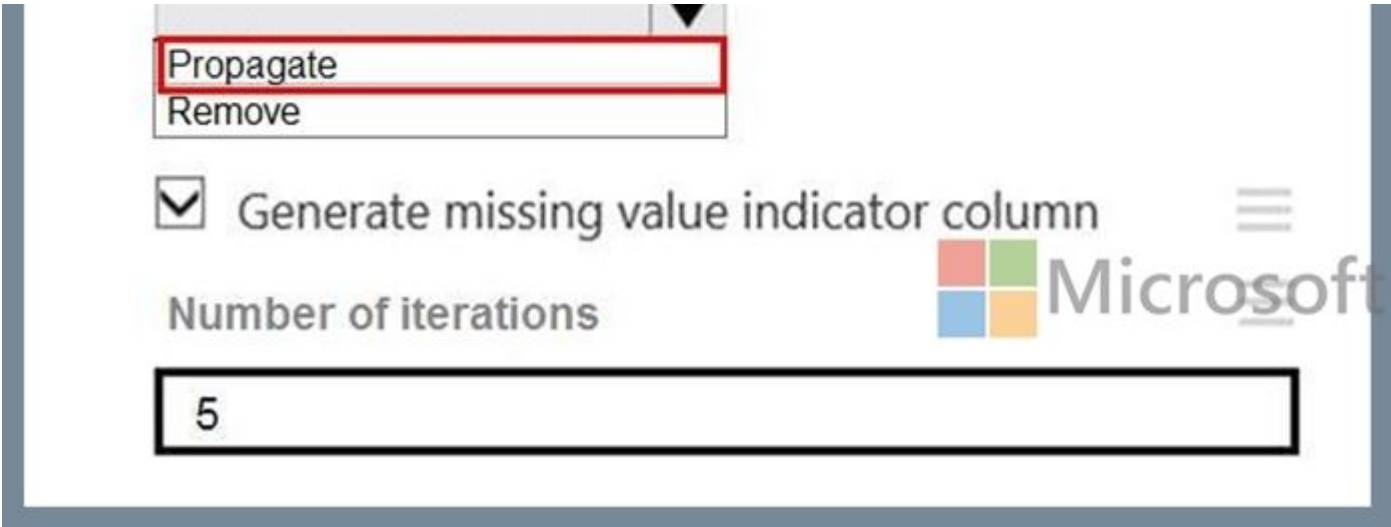 Propagate
Remove
Generate missing value indicator column
Microsoft
Number of iterations
5